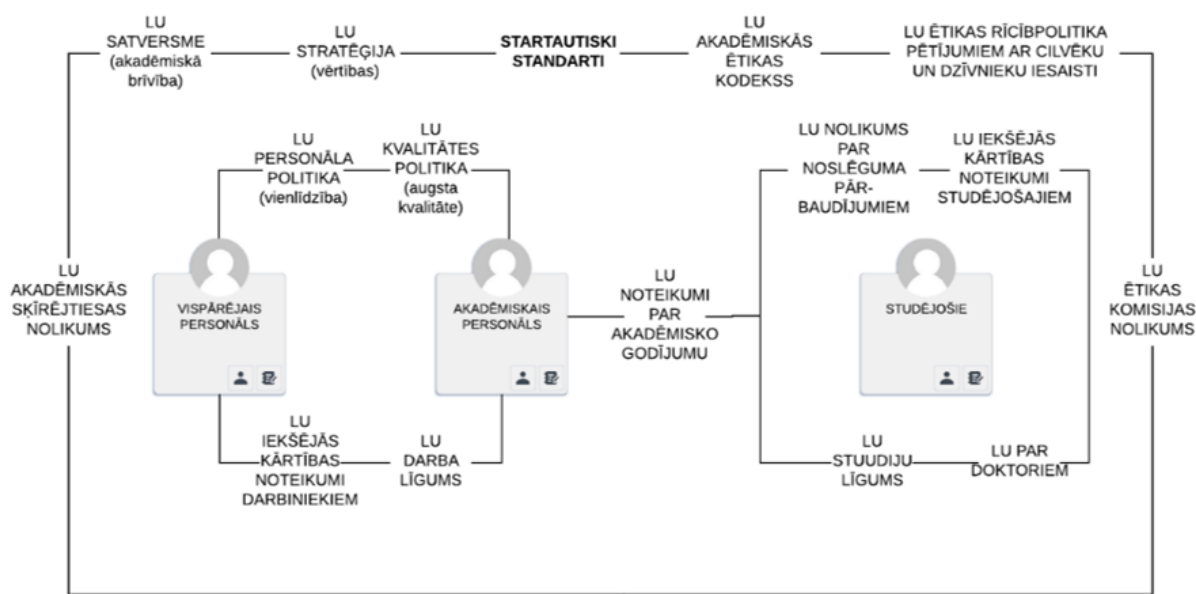 LU
SATVERSME
(akadēmiskā
brīvība)
LU
STRATĒĢIJA
(vērtības)
STARTAUTISKI
STANDARTI
LU
AKADĒMISKĀS
ĒTIKAS
KODEKSS
LU ĒTIKAS RĪCĪBPOLITIKA
PĒTĪJUMIEM AR CILVĒKU
UN DZĪVNIEKU IESAISTI
LU
PERSONĀLA
POLITIKA
(vienlīdzība)
LU
KVALITĀTES
POLITIKA
(augsta
kvalitāte)
LU NOLIKUMS
PAR
NOSLĒGUMA
PĀR-
BAUDĪJUMIEM
LU IEKŠĒJĀS
KĀRTĪBAS
NOTEIKUMI
STUDĒJOŠAJIEM
LU
AKADĒMISKĀS
SĶĪRĒJTIESAS
NOLIKUMS
VISPĀRĒJAIS
PERSONĀLS
AKADĒMISKAIS
PERSONĀLS
LU
NOTEIKUMI
PAR
AKADĒMISKO
GODĪJUMU
STUDĒJOŠIE
LU
ĒTIKAS
KOMISIJAS
NOLIKUMS
LU
IEKŠĒJĀS
KĀRTĪBAS
NOTEIKUMI
DARBINIEKIEM
LU
DARBA
LĪGUMS
LU
STUUDIJU
LĪGUMS
LU PAR
DOKTORIEM